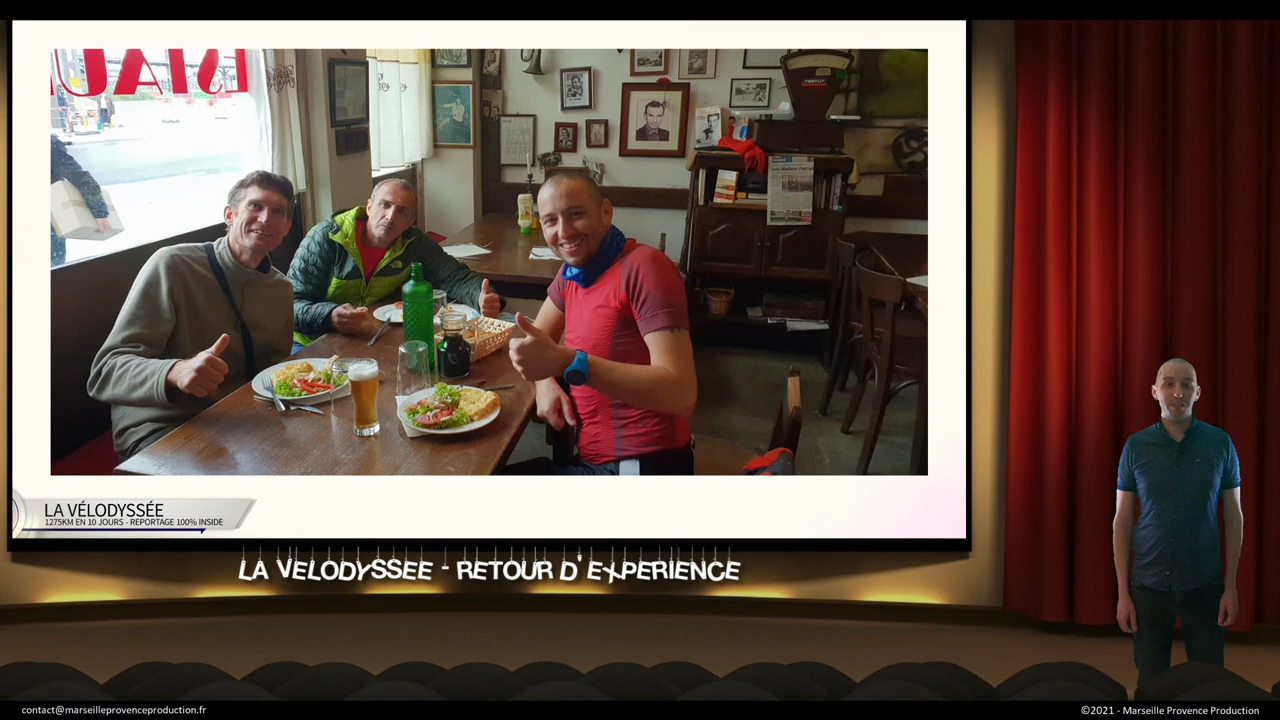 LA VÉLODYSSÉE
1275KM EN 10 JOURS - REPORTAGE 100% INSIDE
LA VELODYSSEE - RETOUR D'EXPERIENCE
contact@marseilleprovenceproduction.fr
©2021 - Marseille Provence Production